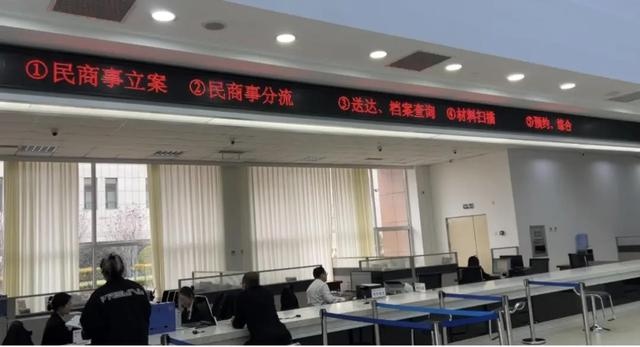 ①民商事立案 ②民商事分流 ③送达、档案查询 ④材料扫描 ⑤预约、综合